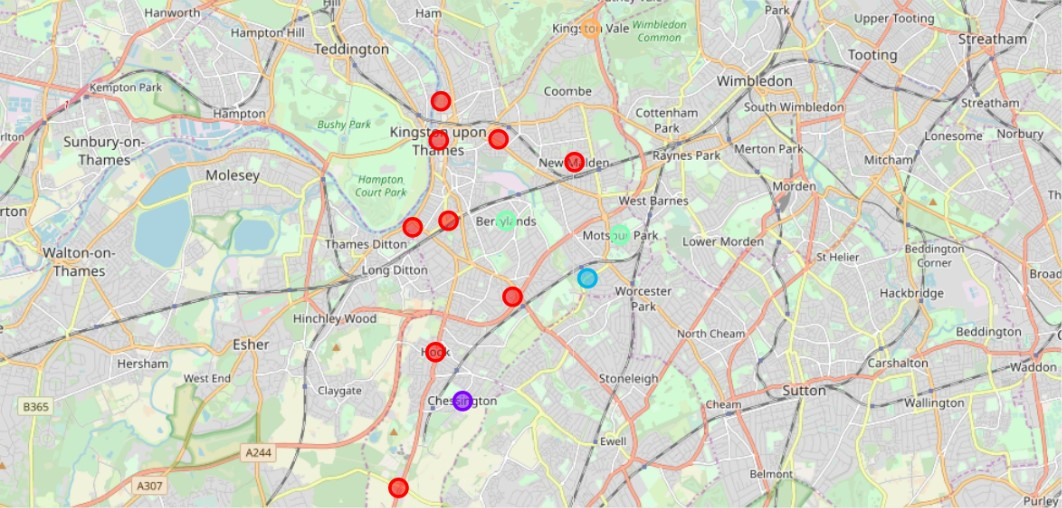 Hanworth
Hill
Ham
Kingston Vale
Wimbledon
Common
Park
Upper Tooting
Streatham
Hampton Hill
Teddington
Tooting
Kempton Park
Coombe
Wimbledon
Hampton
Bushy Park
Cottenham
Park
South Wimbledon
Streatham
Sunbury-on-
Thames
Kingston upon
Thames
Lonesome
Norbury
New Malden
Raynes Park
Merton Park
Mitcham
Molesey
Hampton
Court Park
West Barnes
Morden
Berrylands
Motspur Park
Lower Morden
Thames Ditton
St Helier
Beddington
Corner
Walton-on-
Thames
Long Ditton
Worcester
Park
Hackbridge
Hinchley Wood
North Cheam
Beddington
Esher
Hook
Hersham
Carshalton
Waddon
West End
Claygate
Stoneleigh
Sutton
B365
Chessington
Cheam
Wallington
A244
Ewell
A307
Belmont
Purley